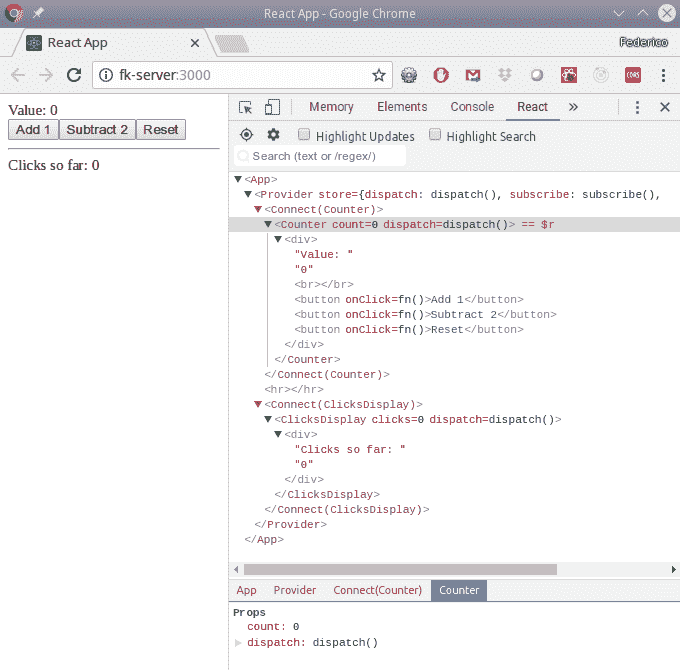 React App - Google Chrome
React App
Federico
fk-server:3000
CORS
Value: 0
Add 1 Subtract 2 Reset
Clicks so far: 0
Memory Elements Console React »
Highlight Updates Highlight Search
Search (text or /regex/)
<App>
<Provider store={dispatch: dispatch(), subscribe: subscribe(),
<Connect(Counter)>
<Counter count=0 dispatch=dispatch()> == $r
<div>
"Value: "
"0"
<br></br>
<button onClick=fn()>Add 1</button>
<button onClick=fn()>Subtract 2</button>
<button onClick=fn()>Reset</button>
</div>
</Counter>
</Connect(Counter)>
<hr></hr>
<Connect(ClicksDisplay)>
<ClicksDisplay clicks=0 dispatch=dispatch()>
<div>
"Clicks so far: "
"0"
</div>
</ClicksDisplay>
</Connect(ClicksDisplay)>
</Provider>
</App>
App Provider Connect(Counter) Counter
Props
count: 0
dispatch: dispatch()